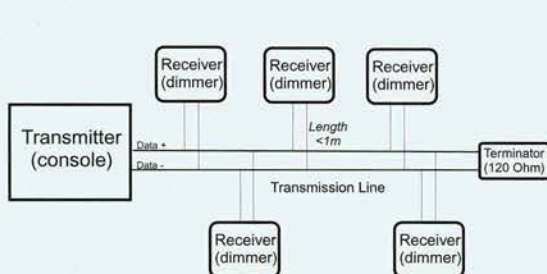 Receiver
(dimmer)
Receiver
(dimmer)
Receiver
(dimmer)
Transmitter
(console)
Data +
Data -
Length
<1m
Terminator
(120 Ohm)
Transmission Line
Receiver
(dimmer)
Receiver
(dimmer)